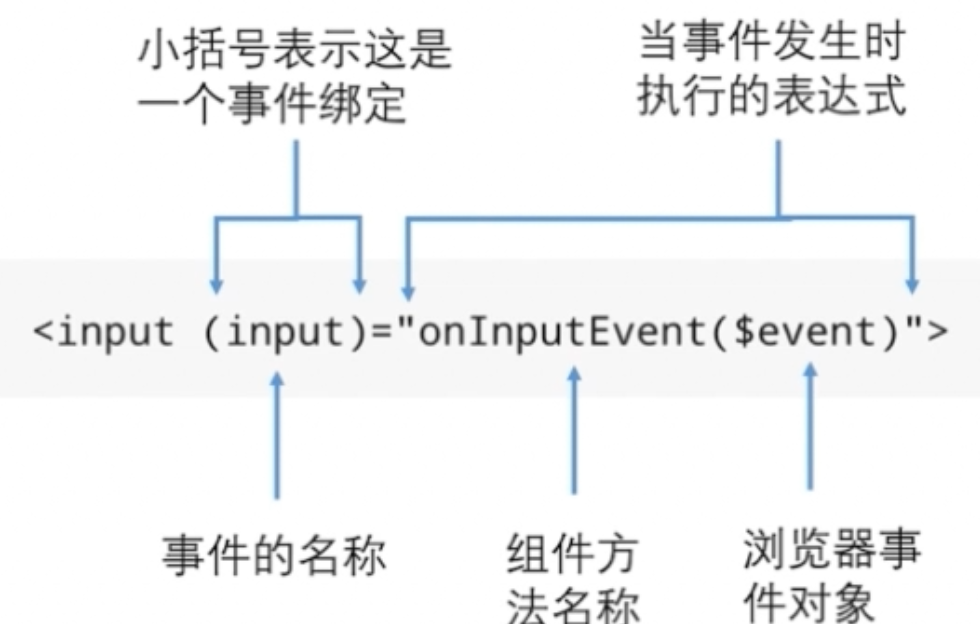 小括号表示这是
一个事件绑定
当事件发生时
执行的表达式
<input (input)="onInputEvent($event)">
事件的名称
组件方
法名称
浏览器事
件对象